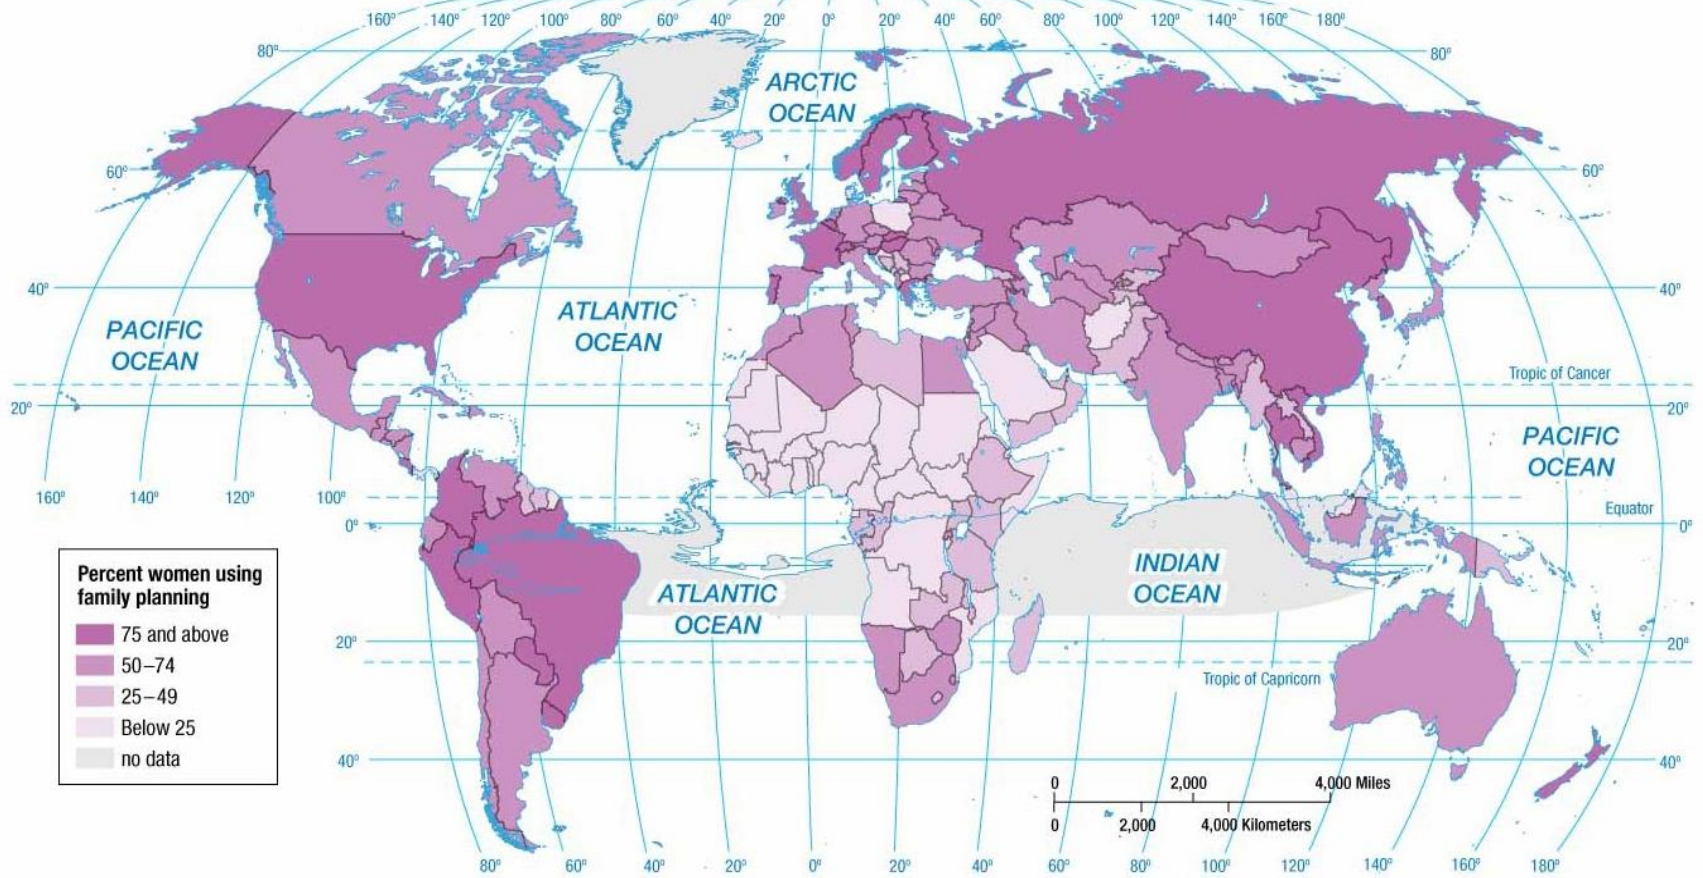 160° 140° 120° 100° 80° 60° 40° 20° 0° 20° 40° 60° 80° 100° 120° 140° 160° 180°
80° 80°
ARCTIC
OCEAN
60° 60°
40° 40°
PACIFIC
OCEAN
ATLANTIC
OCEAN
Tropic of Cancer
20° 20°
PACIFIC
OCEAN
160° 140° 120° 100°
Equator
0° 0°
INDIAN
OCEAN
ATLANTIC
OCEAN
20° 20°
Tropic of Capricorn
40° 40°
Percent women using
family planning
75 and above
50–74
25–49
Below 25
no data
0 2,000 4,000 Miles
0 2,000 4,000 Kilometers
80° 60° 40° 20° 0° 20° 40° 60° 80° 100° 120° 140° 160° 180°